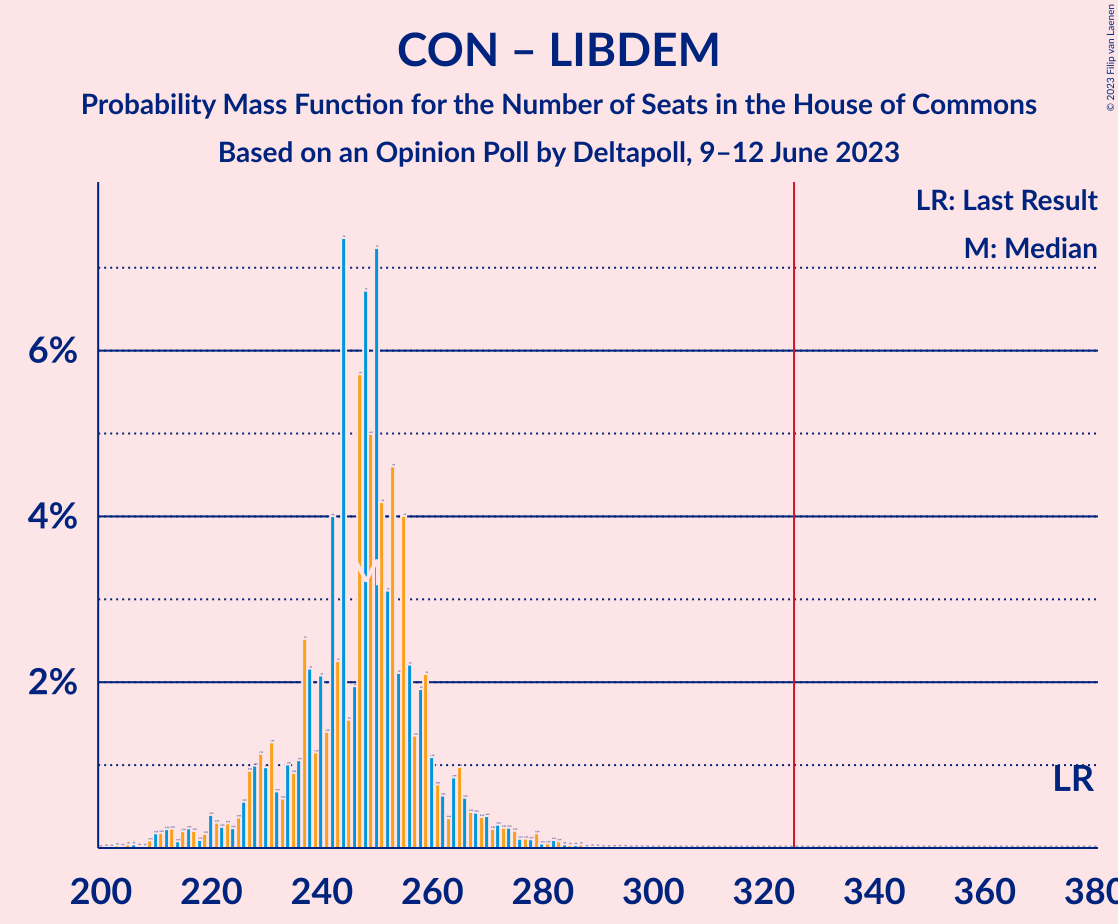 CON – LIBDEM
Probability Mass Function for the Number of Seats in the House of Commons
Based on an Opinion Poll by Deltapoll, 9–12 June 2023
© 2023 Filip van Laenen
LR: Last Result
M: Median
6%
4%
2%
M
LR
200 220 240 260 280 300 320 340 360 380